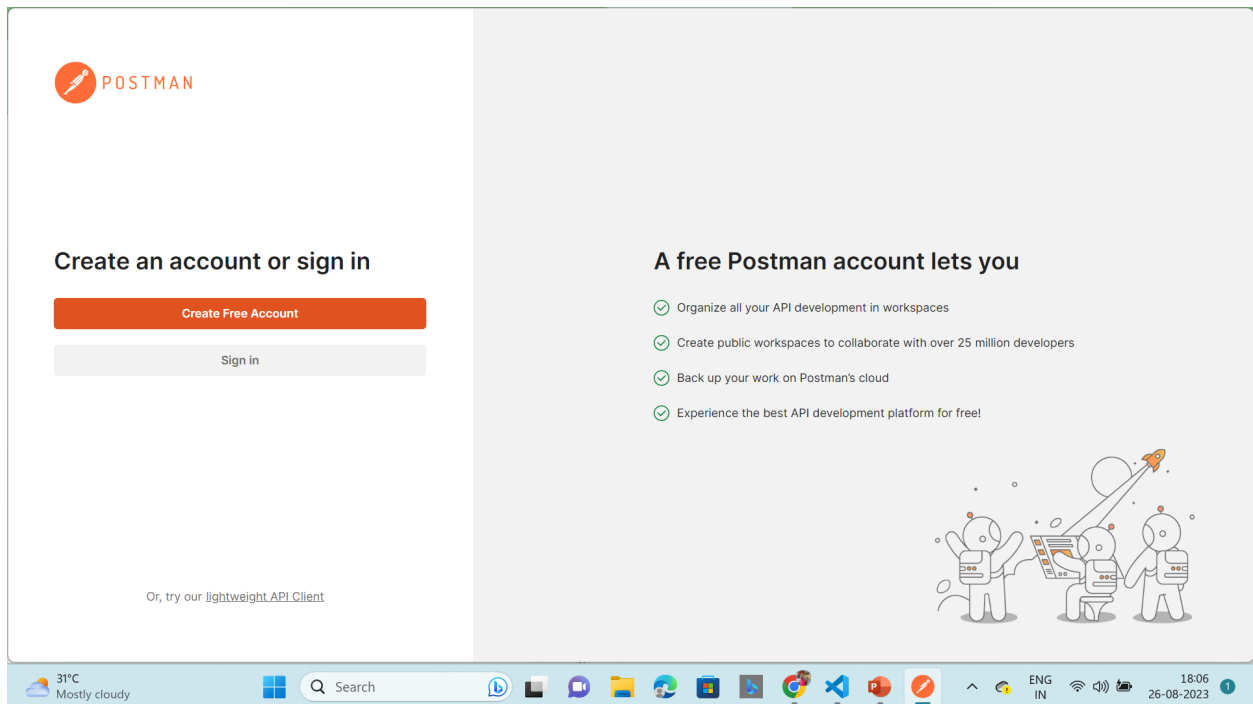 POSTMAN
Create an account or sign in
Create Free Account
Sign in
Or, try our lightweight API Client
A free Postman account lets you
Organize all your API development in workspaces
Create public workspaces to collaborate with over 25 million developers
Back up your work on Postman's cloud
Experience the best API development platform for free!
31°C
Mostly cloudy
Search
ENG
IN
18:06
26-08-2023
1